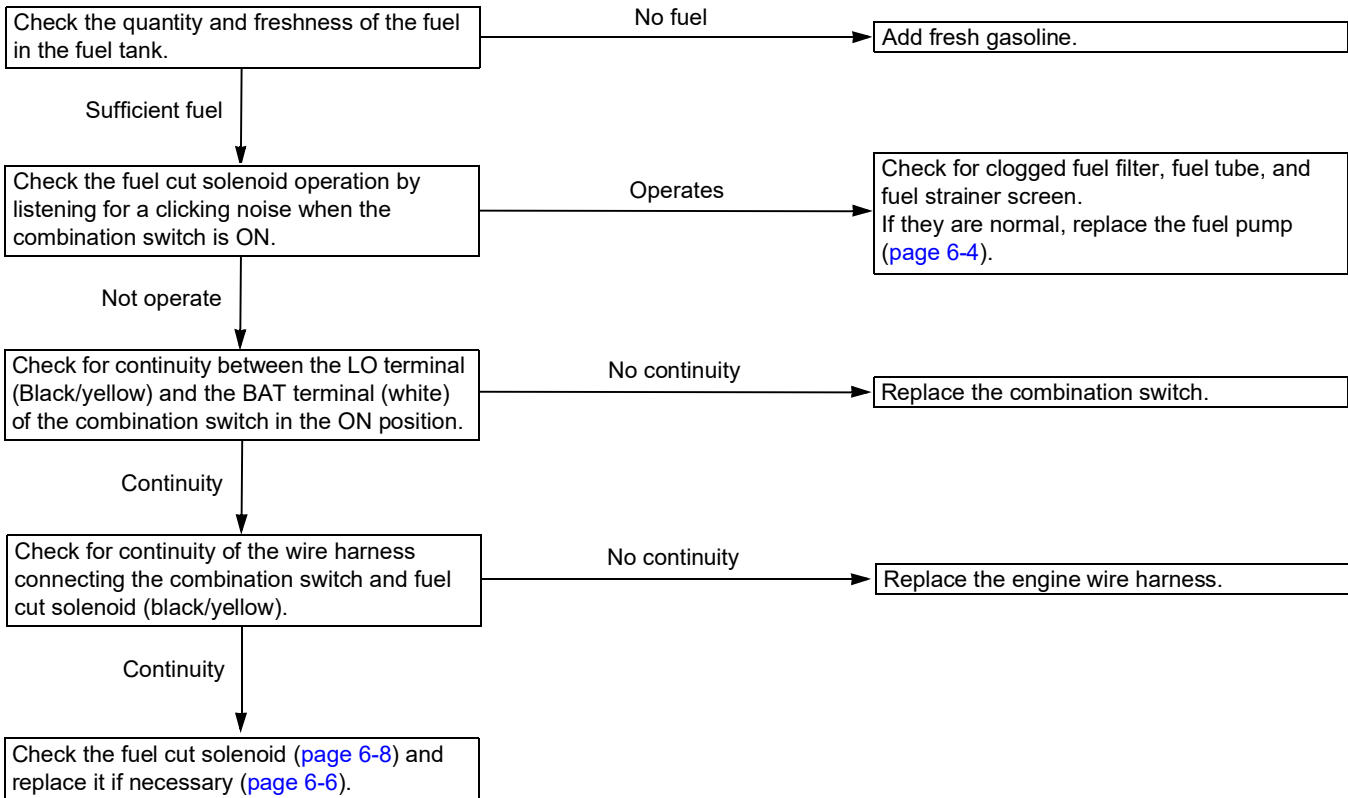 Check the quantity and freshness of the fuel
in the fuel tank.
No fuel
Add fresh gasoline.
Sufficient fuel
Check the fuel cut solenoid operation by
listening for a clicking noise when the
combination switch is ON.
Operates
Check for clogged fuel filter, fuel tube, and
fuel strainer screen.
If they are normal, replace the fuel pump
(page 6-4).
Not operate
Check for continuity between the LO terminal
(Black/yellow) and the BAT terminal (white)
of the combination switch in the ON position.
No continuity
Replace the combination switch.
Continuity
Check for continuity of the wire harness
connecting the combination switch and fuel
cut solenoid (black/yellow).
No continuity
Replace the engine wire harness.
Continuity
Check the fuel cut solenoid (page 6-8) and
replace it if necessary (page 6-6).